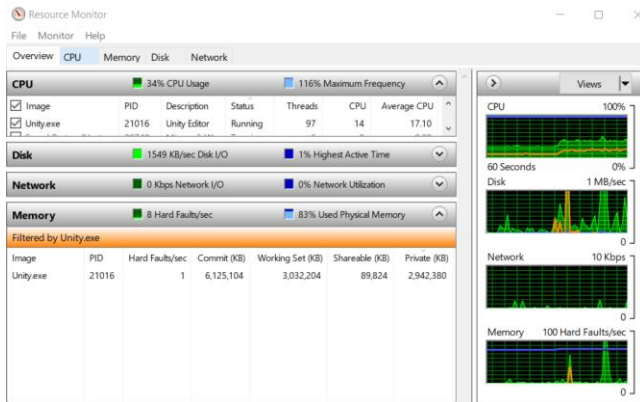 Resource Monitor
File Monitor Help
Overview CPU Memory Disk Network
CPU 34% CPU Usage 116% Maximum Frequency
Image PID Description Status Threads CPU Average CPU
Unity.exe 21016 Unity Editor Running 97 14 17.10
Disk 1549 KB/sec Disk I/O 1% Highest Active Time
Network 0 Kbps Network I/O 0% Network Utilization
Memory 8 Hard Faults/sec 83% Used Physical Memory
Filtered by Unity.exe
Image PID Hard Faults/sec Commit (KB) Working Set (KB) Shareable (KB) Private (KB)
Unity.exe 21016 1 6,125,104 3,032,204 89,824 2,942,380
Views
CPU 100%
60 Seconds 0%
Disk 1 MB/sec
0
Network 10 Kbps
0
Memory 100 Hard Faults/sec
0